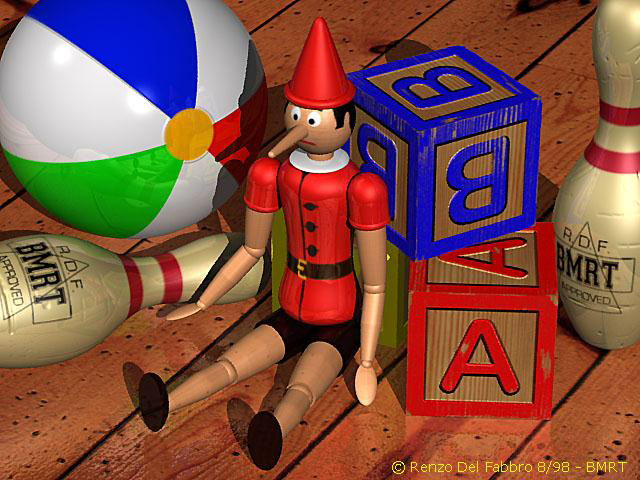 B
B
B
A
A
R D F
BMRT
APPROVED
R.D.F.
BMRT
APPROVED
© Renzo Del Fabbro 8/98 - BMRT